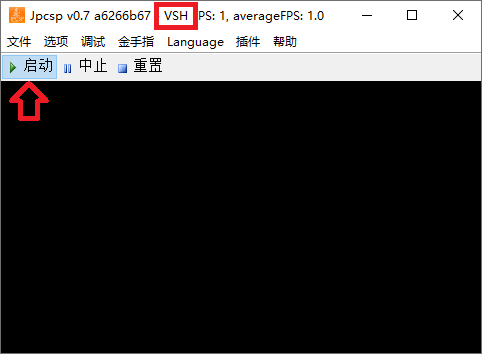 Jpcsp v0.7 a6266b67 VSH PS: 1, averageFPS: 1.0
文件 选项 调试 金手指 Language 插件 帮助
启动 中止 重置